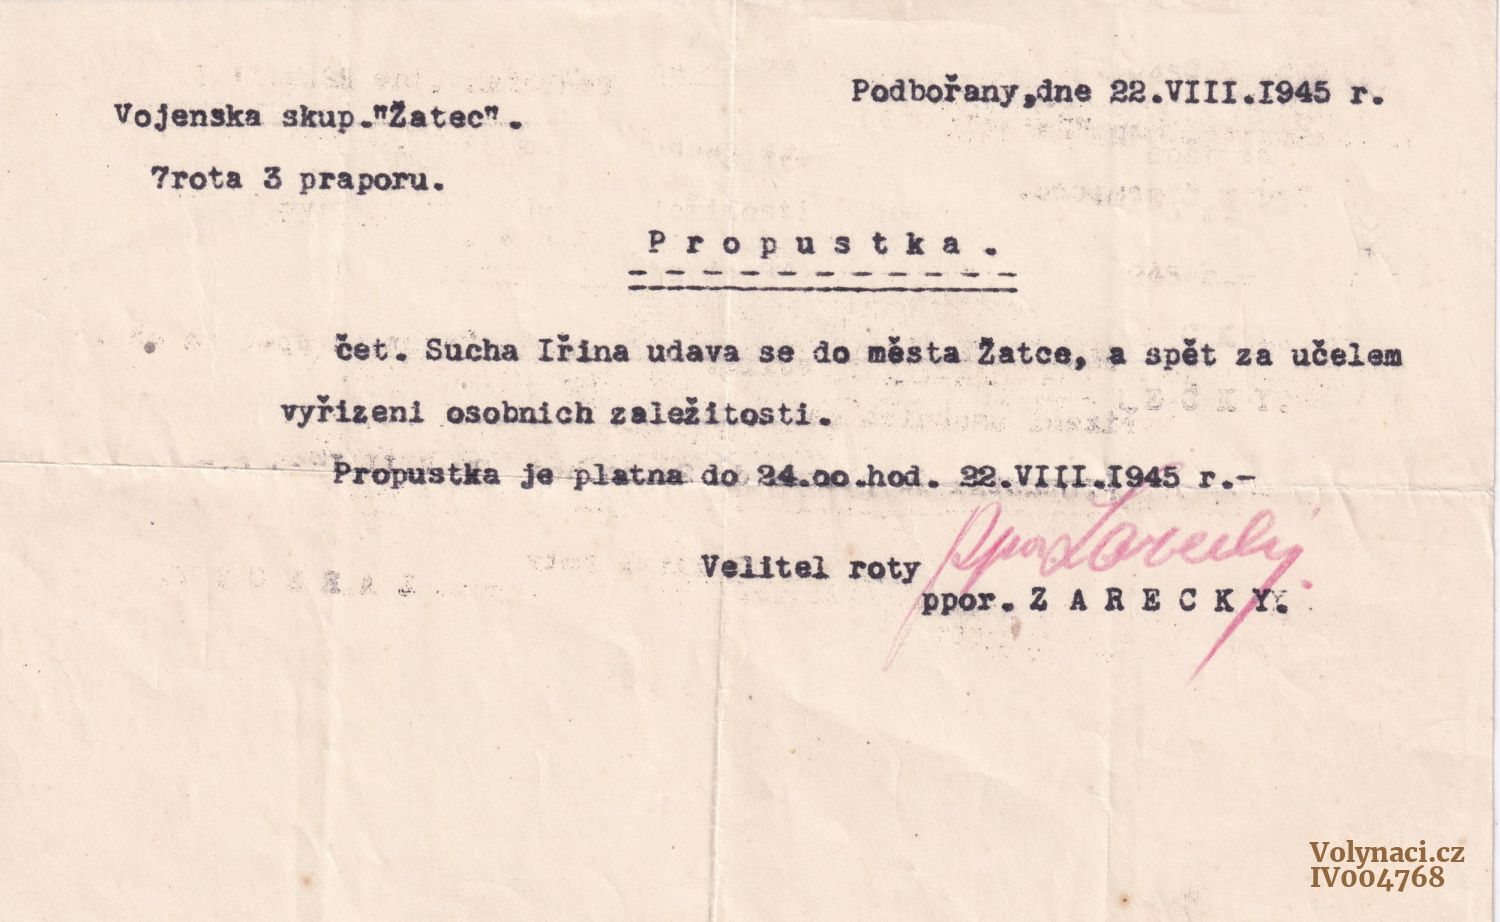 Podbořany,dne 22.VIII.I945 r.
Vojenska skup."Žatec".
7rota 3 praporu.
Propustka.
čet. Sucha Iřina udava se do města Žatce, a spět za učelem
vyřizeni osobnich zaležitosti.
Propustka je platna do 24.oo.hod. 22.VIII.I945 r.-
Velitel roty
ppor. Z A R E C K Y.
Volynaci.cz
IV004768